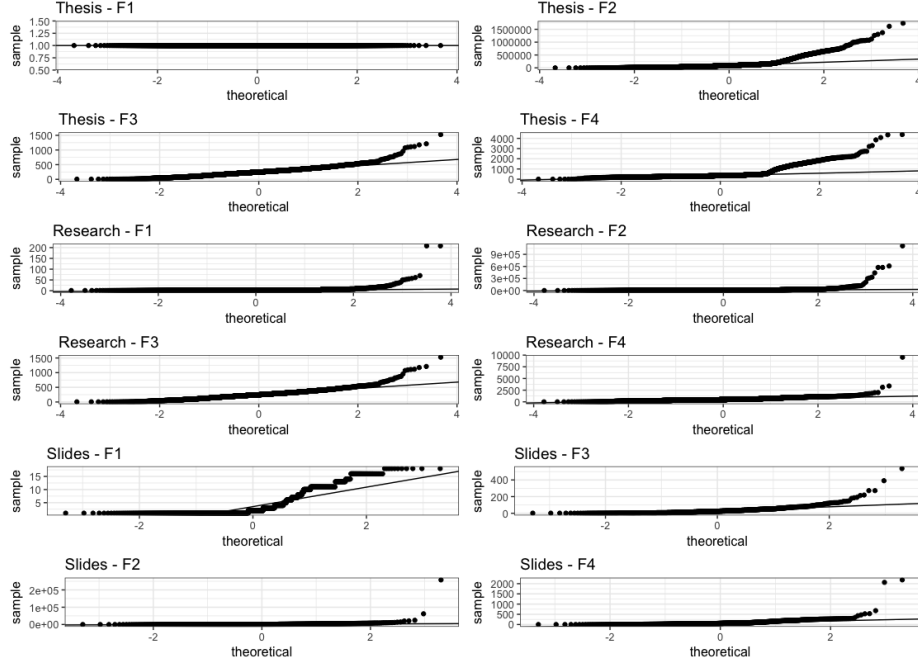 Thesis - F1
sample
1.50
1.25
1.00
0.75
0.50
-4 -2 0 2 4
theoretical
Thesis - F2
sample
1500000
1000000
500000
0
-4 -2 0 2 4
theoretical
Thesis - F3
sample
1500
1000
500
0
-4 -2 0 2 4
theoretical
Thesis - F4
sample
4000
3000
2000
1000
0
-4 -2 0 2 4
theoretical
Research - F1
sample
200
150
100
50
0
-4 -2 0 2 4
theoretical
Research - F2
sample
9e+05
6e+05
3e+05
0e+00
-4 -2 0 2 4
theoretical
Research - F3
sample
1500
1000
500
0
-4 -2 0 2 4
theoretical
Research - F4
sample
10000
7500
5000
2500
0
-4 -2 0 2 4
theoretical
Slides - F1
sample
15
10
5
-2 0 2
theoretical
Slides - F3
sample
400
200
0
-2 0 2
theoretical
Slides - F2
sample
2e+05
1e+05
0e+00
-2 0 2
theoretical
Slides - F4
sample
2000
1500
1000
500
0
-2 0 2
theoretical